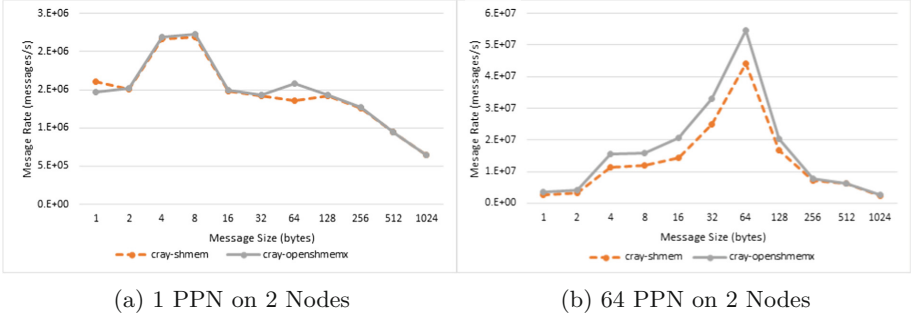 3.E+06
2.E+06
2.E+06
1.E+06
5.E+05
0.E+00
Message Rate (messages/s)
1 2 4 8 16 32 64 128 256 512 1024
Message Size (bytes)
cray-shmem cray-openshmemx
(a) 1 PPN on 2 Nodes
6.E+07
5.E+07
4.E+07
3.E+07
2.E+07
1.E+07
0.E+00
Mesage Rate (messages/s)
1 2 4 8 16 32 64 128 256 512 1024
Message Size (bytes)
cray-shmem cray-openshmemx
(b) 64 PPN on 2 Nodes